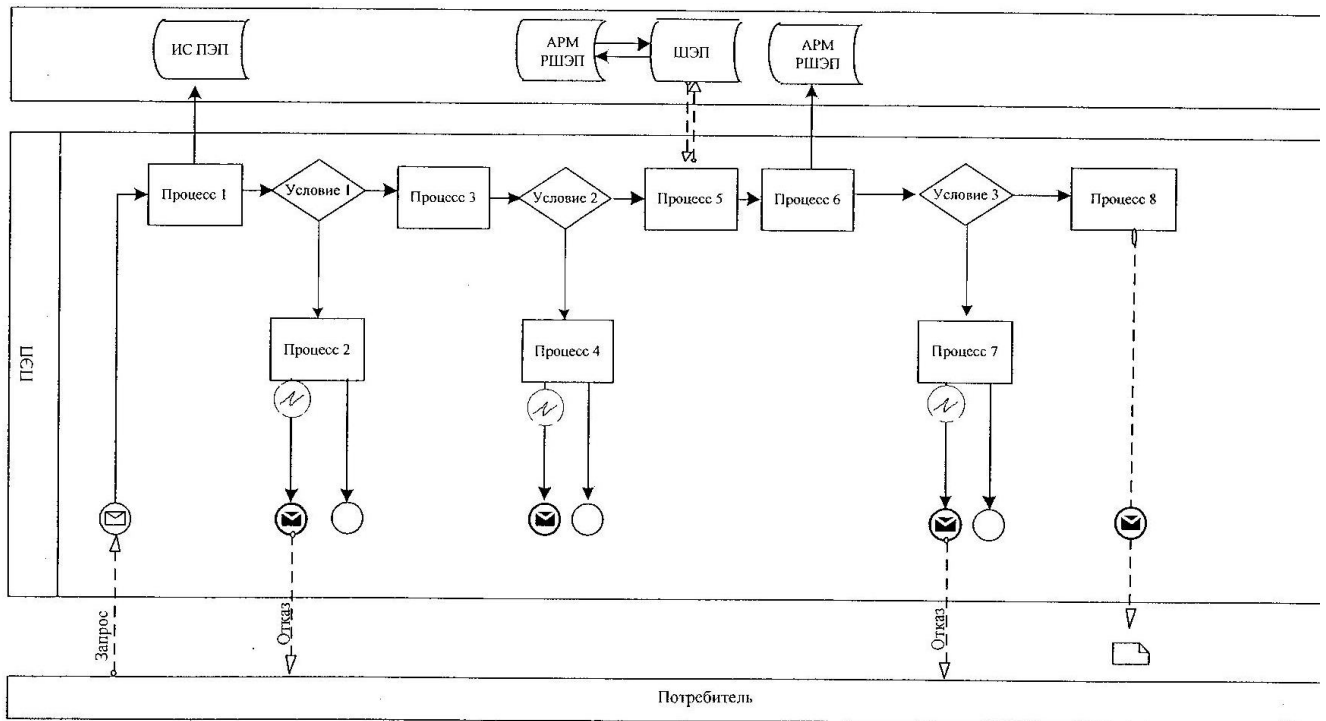 ИС ПЭП
АРМ
РШЭП
ШЭП
АРМ
РШЭП
ПЭП
Процесс 1
Условие 1
Процесс 3
Условие 2
Процесс 5
Процесс 6
Условие 3
Процесс 8
Процесс 2
Процесс 4
Процесс 7
Запрос
Отказ
Отказ
Потребитель